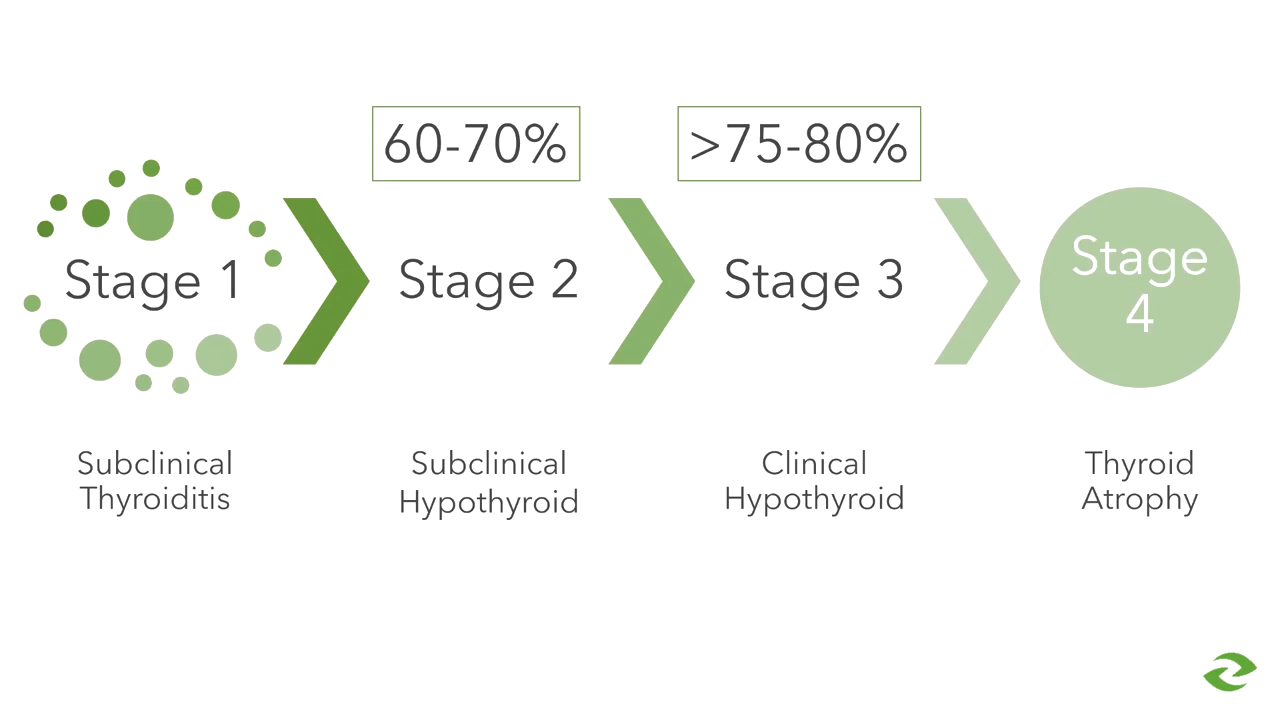 60-70%
>75-80%
Stage 1
Stage 2
Stage 3
Stage
4
Subclinical
Thyroiditis
Subclinical
Hypothyroid
Clinical
Hypothyroid
Thyroid
Atrophy